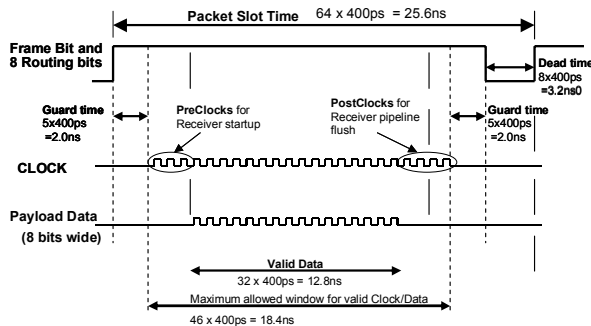 Packet Slot Time 64 x 400ps = 25.6ns
Frame Bit and
8 Routing bits
Dead time
8x400ps
=3.2ns0
Guard time
5x400ps
=2.0ns
PreClocks for
Receiver startup
PostClocks for
Receiver pipeline
flush
Guard time
5x400ps
=2.0ns
CLOCK
Payload Data
(8 bits wide)
Valid Data
32 x 400ps = 12.8ns
Maximum allowed window for valid Clock/Data
46 x 400ps = 18.4ns